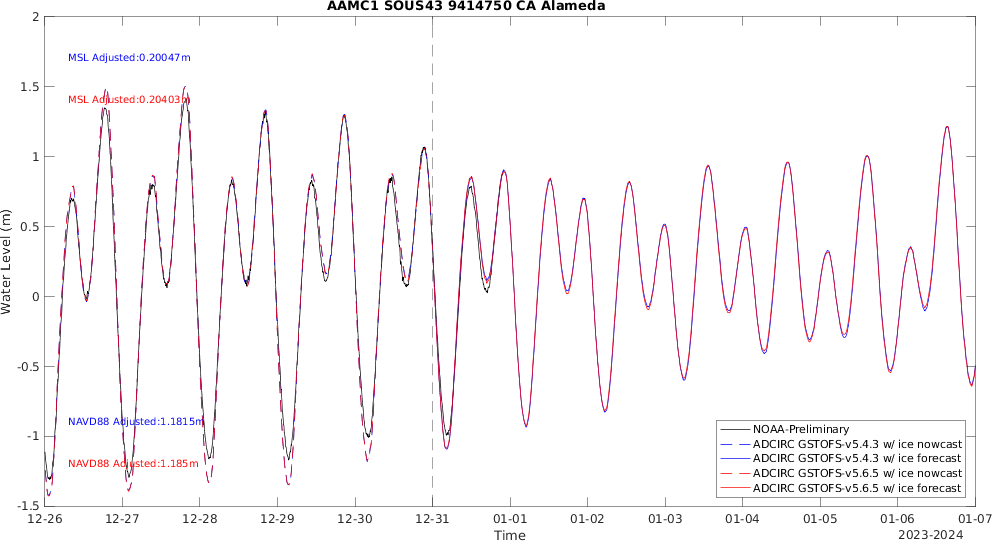 AAMC1 SOUS43 9414750 CA Alameda
2
1.5
1
0.5
0
-0.5
-1
-1.5
Water Level (m)
MSL Adjusted:0.20047m
MSL Adjusted:0.20403m
NAVD88 Adjusted:1.1815m
NAVD88 Adjusted:1.185m
NOAA-Preliminary
ADCIRC GSTOFS-v5.4.3 w/ ice nowcast
ADCIRC GSTOFS-v5.4.3 w/ ice forecast
ADCIRC GSTOFS-v5.6.5 w/ ice nowcast
ADCIRC GSTOFS-v5.6.5 w/ ice forecast
12-26 12-27 12-28 12-29 12-30 12-31 01-01 01-02 01-03 01-04 01-05 01-06 01-07
Time
2023-2024